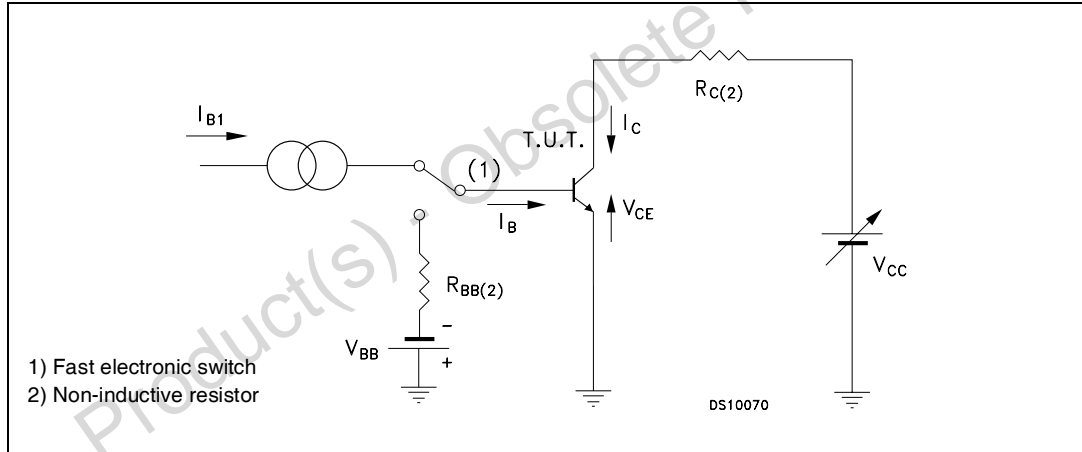 I_B1
T.U.T.
I_C
R_C(2)
(1)
I_B
V_CE
R_BB(2)
V_BB
-
+
V_CC
1) Fast electronic switch
2) Non-inductive resistor
DS10070
Product(s) - Obsolete